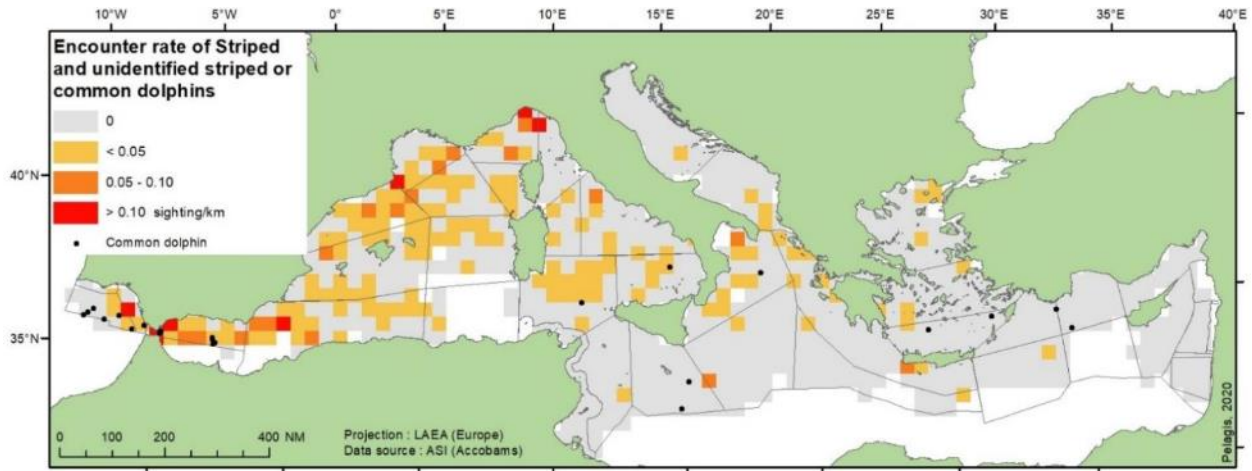 10°W 5°W 0° 5°E 10°E 15°E 20°E 25°E 30°E 35°E 40°E
Encounter rate of Striped
and unidentified striped or
common dolphins
0
< 0.05
0.05 - 0.10
> 0.10 sighting/km
Common dolphin
40°N
35°N
0 100 200 400 NM
Projection : LAEA (Europe)
Data source : ASI (Accobams)
Pelagis, 2020